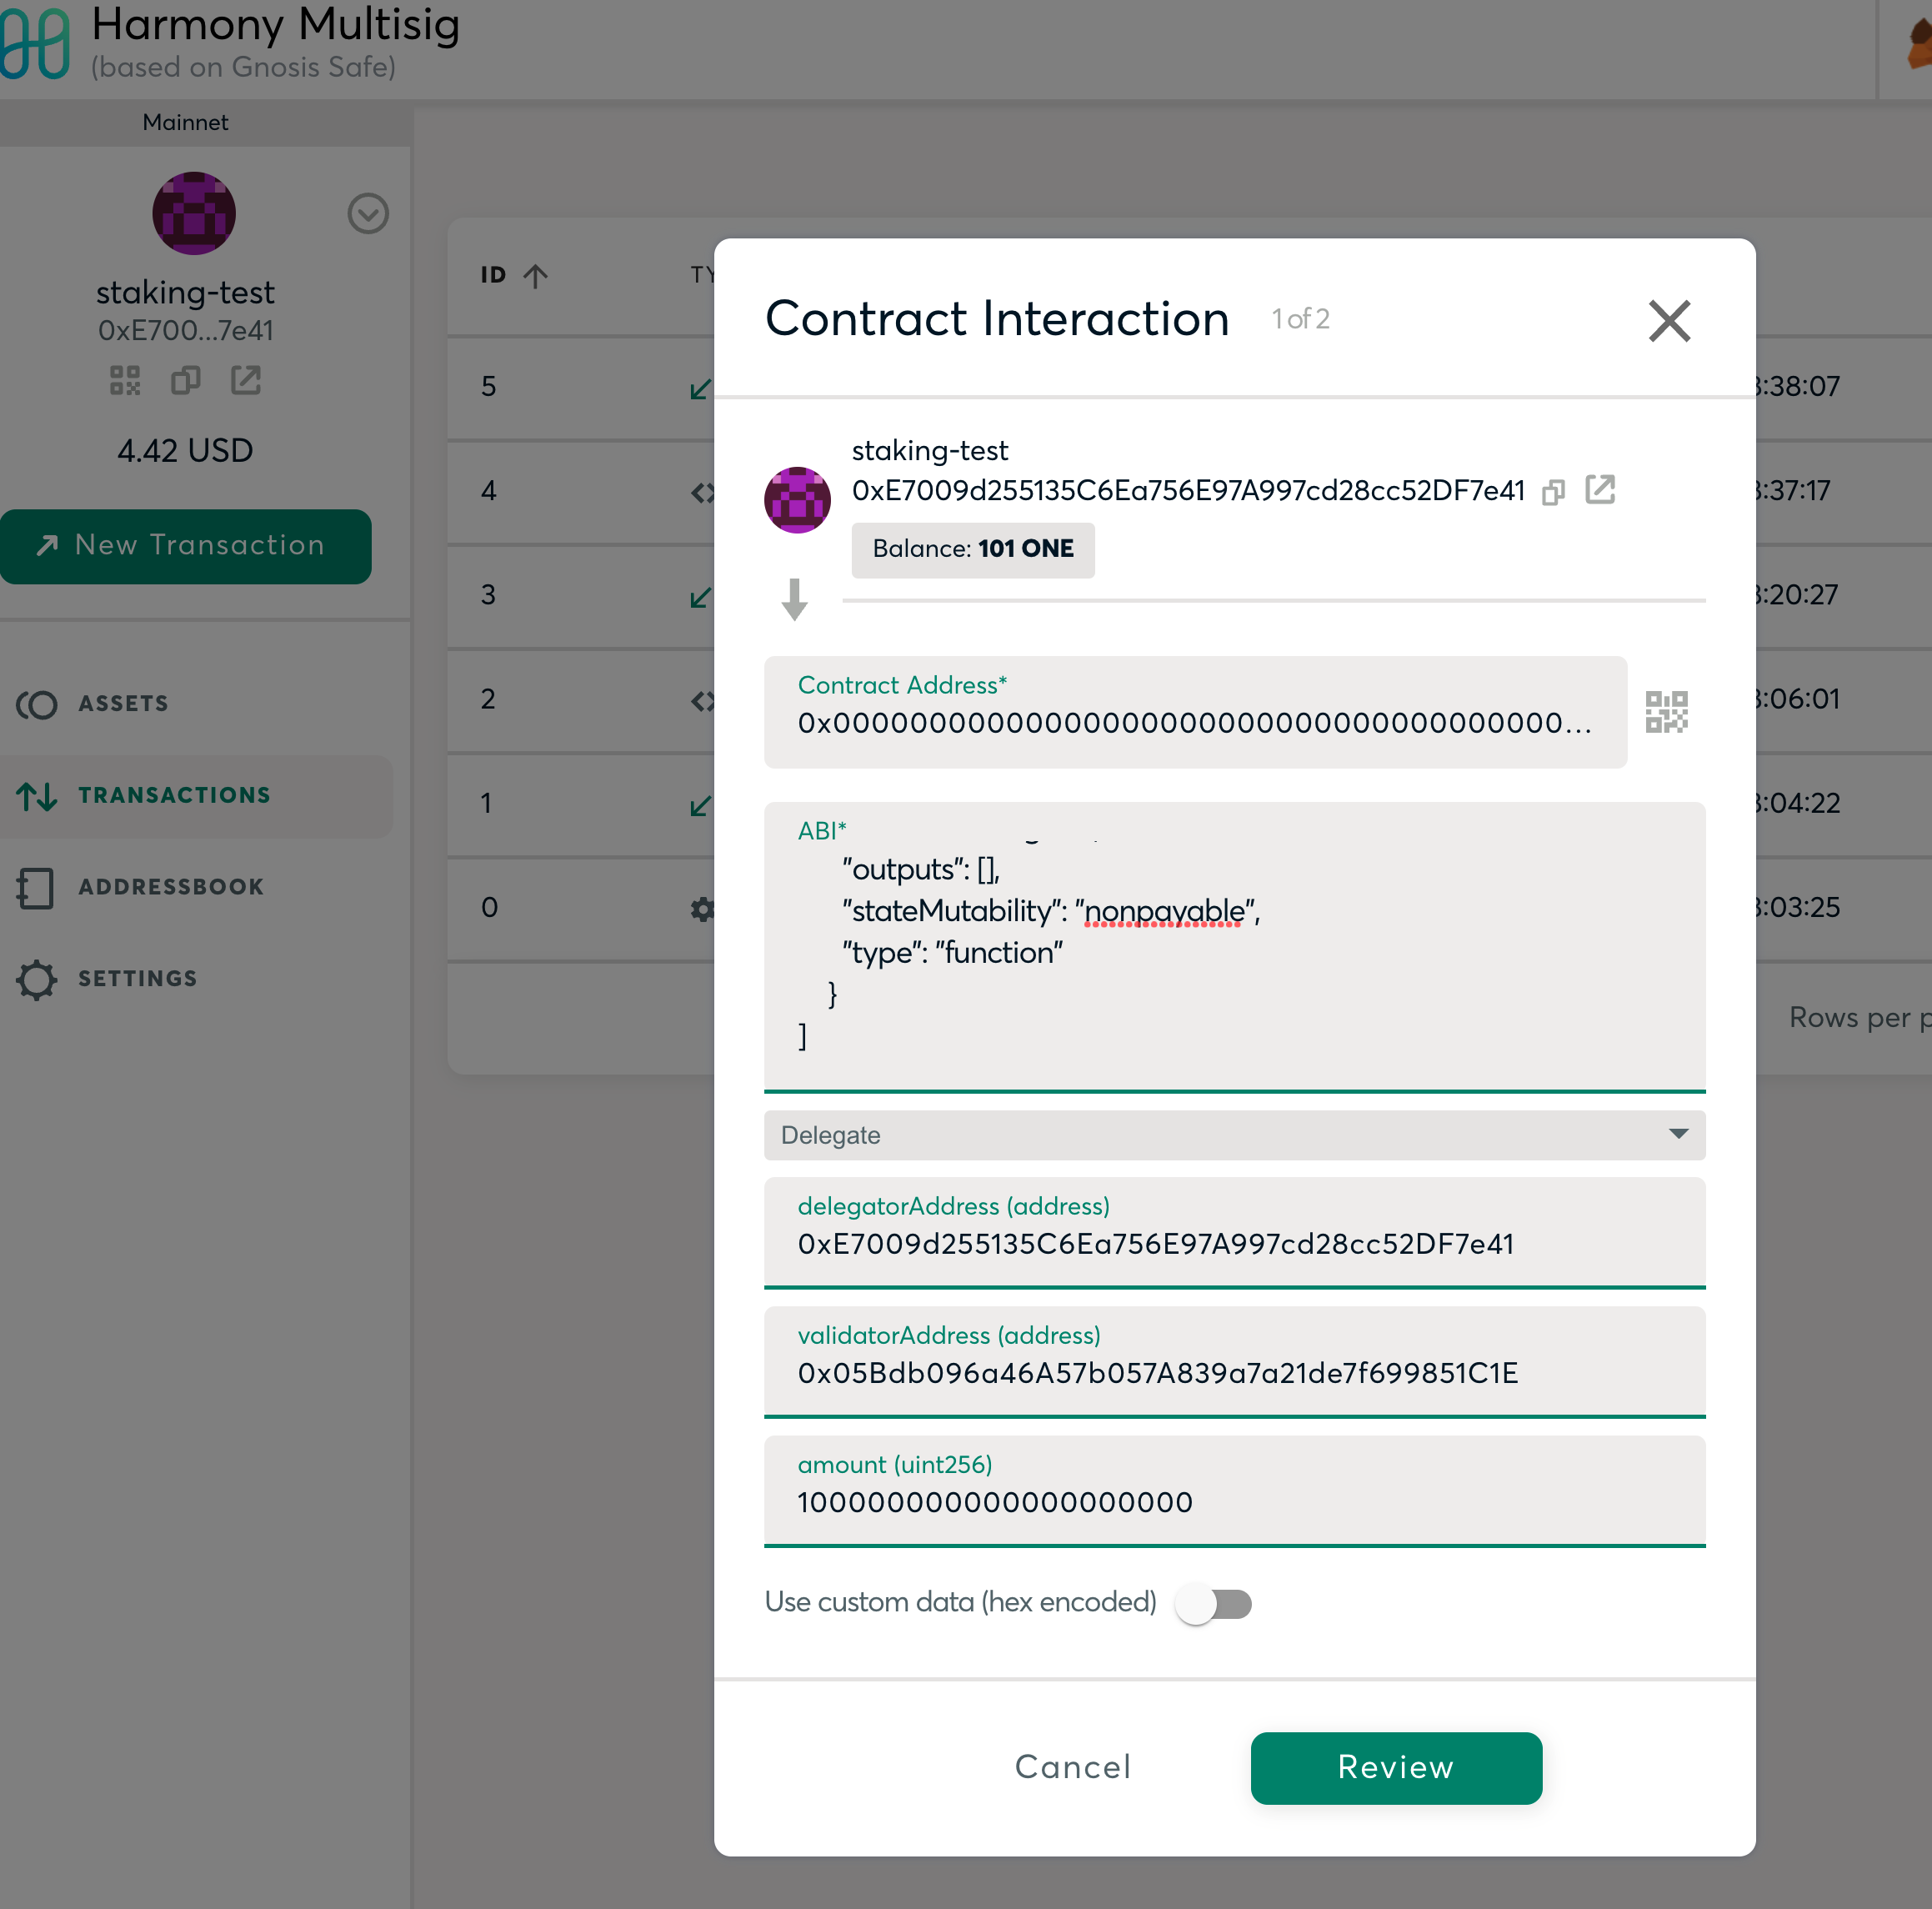 Harmony Multisig
(based on Gnosis Safe)
Mainnet
staking-test
0xE700...7e41
4.42 USD
New Transaction
ASSETS
TRANSACTIONS
ADDRESSBOOK
SETTINGS
ID
TY
5
:38:07
4
:37:17
3
:20:27
2
:06:01
1
:04:22
0
:03:25
Rows per p
Contract Interaction 1 of 2
staking-test
0xE7009d255135C6Ea756E97A997cd28cc52DF7e41
Balance: 101 ONE
Contract Address*
0x00000000000000000000000000000000000000...
ABI*
"outputs": [],
"stateMutability": "nonpayable",
"type": "function"
}
]
Delegate
delegatorAddress (address)
0xE7009d255135C6Ea756E97A997cd28cc52DF7e41
validatorAddress (address)
0x05Bdb096a46A57b057A839a7a21de7f699851C1E
amount (uint256)
100000000000000000000
Use custom data (hex encoded)
Cancel
Review